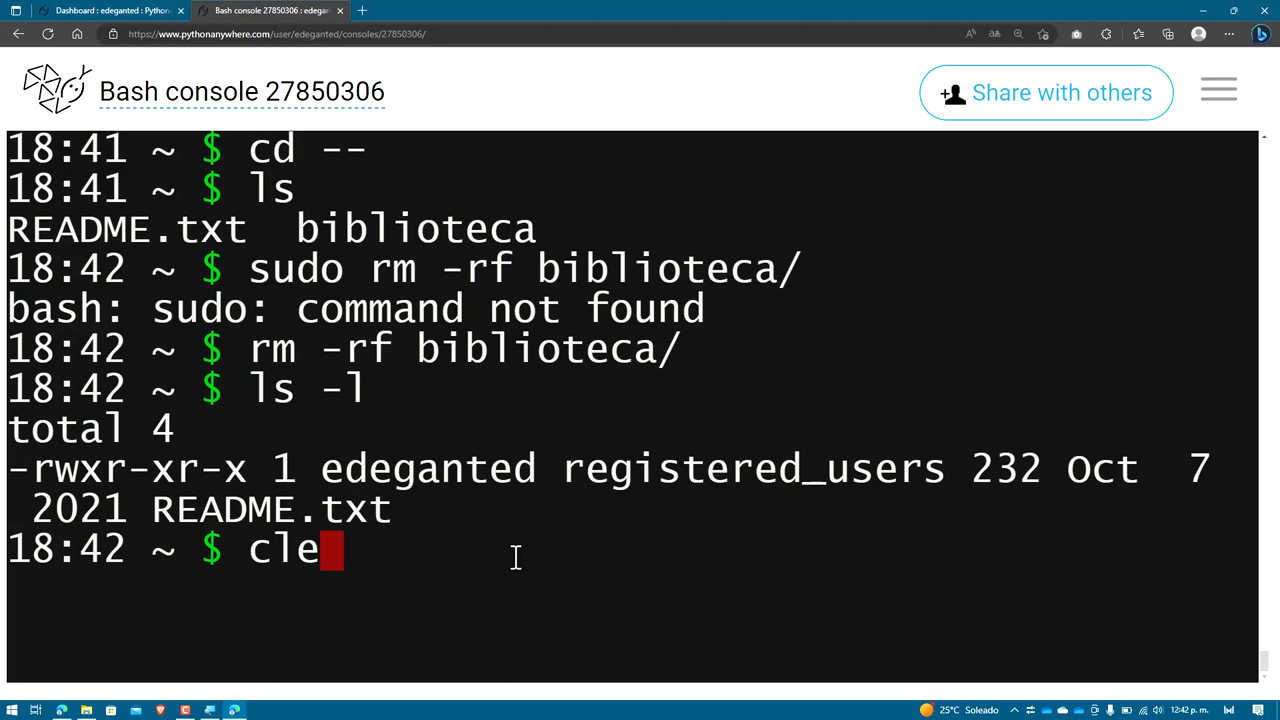 Dashboard : edeganted : Python
Bash console 27850306 : edegan
https://www.pythonanywhere.com/user/edeganted/consoles/27850306/
Bash console 27850306
Share with others
18:41 ~ $ cd --
18:41 ~ $ ls
README.txt  biblioteca
18:42 ~ $ sudo rm -rf biblioteca/
bash: sudo: command not found
18:42 ~ $ rm -rf biblioteca/
18:42 ~ $ ls -l
total 4
-rwxr-xr-x 1 edeganted registered_users 232 Oct  7
 2021 README.txt
18:42 ~ $ cle
25°C Soleado
12:42 p. m.